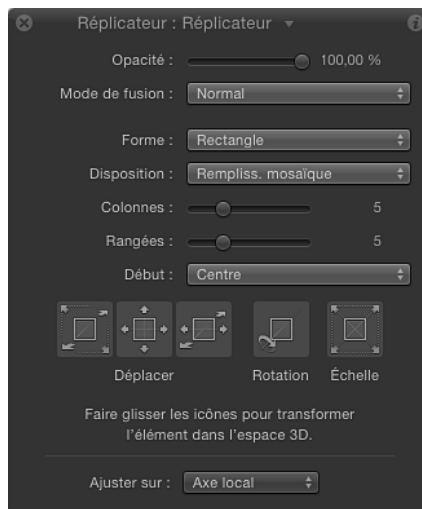 Réplicateur : Réplicateur
Opacité : 100,00 %
Mode de fusion : Normal
Forme : Rectangle
Disposition : Rempliss. mosaïque
Colonnes : 5
Rangées : 5
Début : Centre
Déplacer Rotation Échelle
Faire glisser les icônes pour transformer
l'élément dans l'espace 3D.
Ajuster sur : Axe local